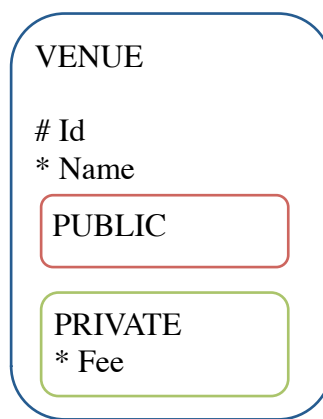 VENUE
# Id
* Name
PUBLIC
PRIVATE
* Fee